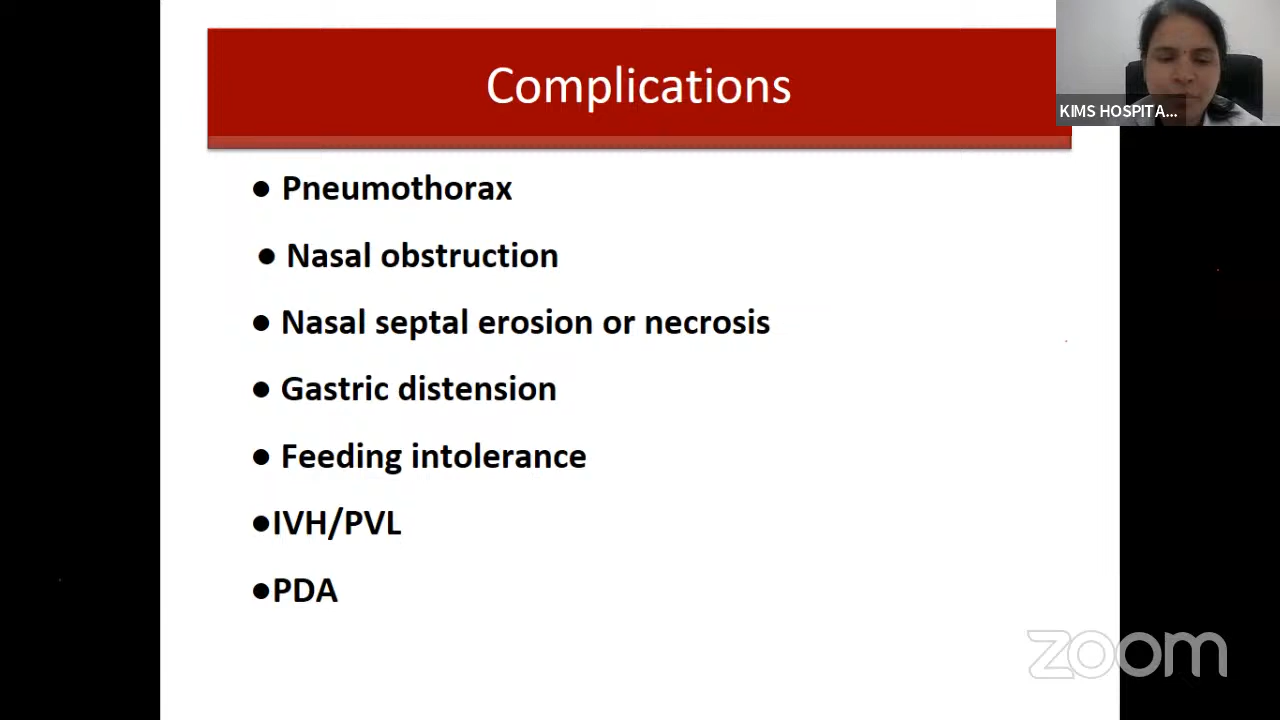 Complications
KIMS HOSPITA...
● Pneumothorax
● Nasal obstruction
● Nasal septal erosion or necrosis
● Gastric distension
● Feeding intolerance
●IVH/PVL
●PDA
zoom